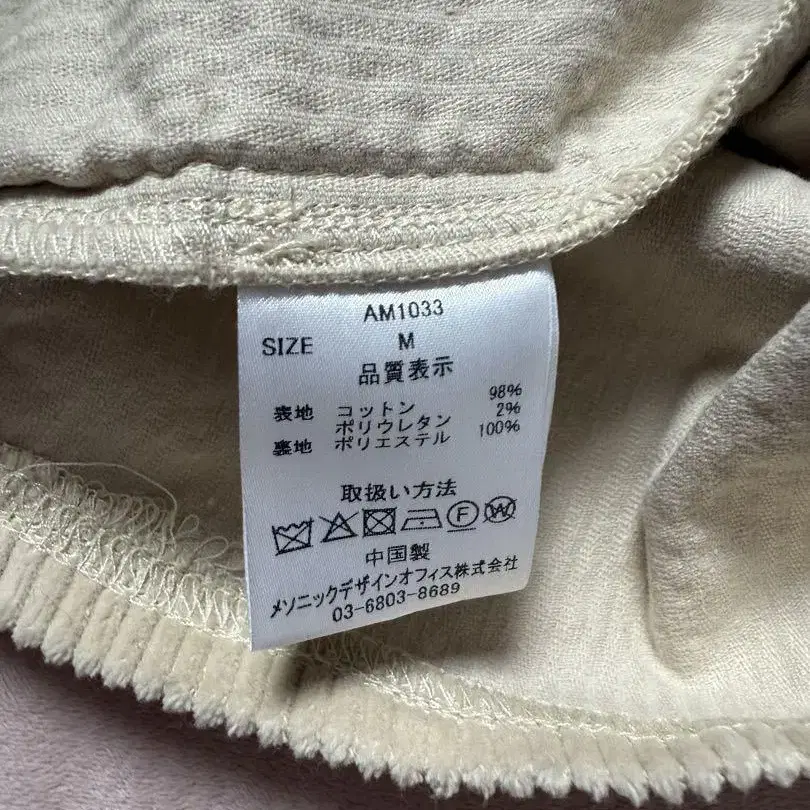 AM1033
SIZE M
品質表示
表地 コットン 98%
ポリウレタン 2%
裏地 ポリエステル 100%
取扱い方法
F W
中国製
メソニックデザインオフィス株式会社
03-6803-8689